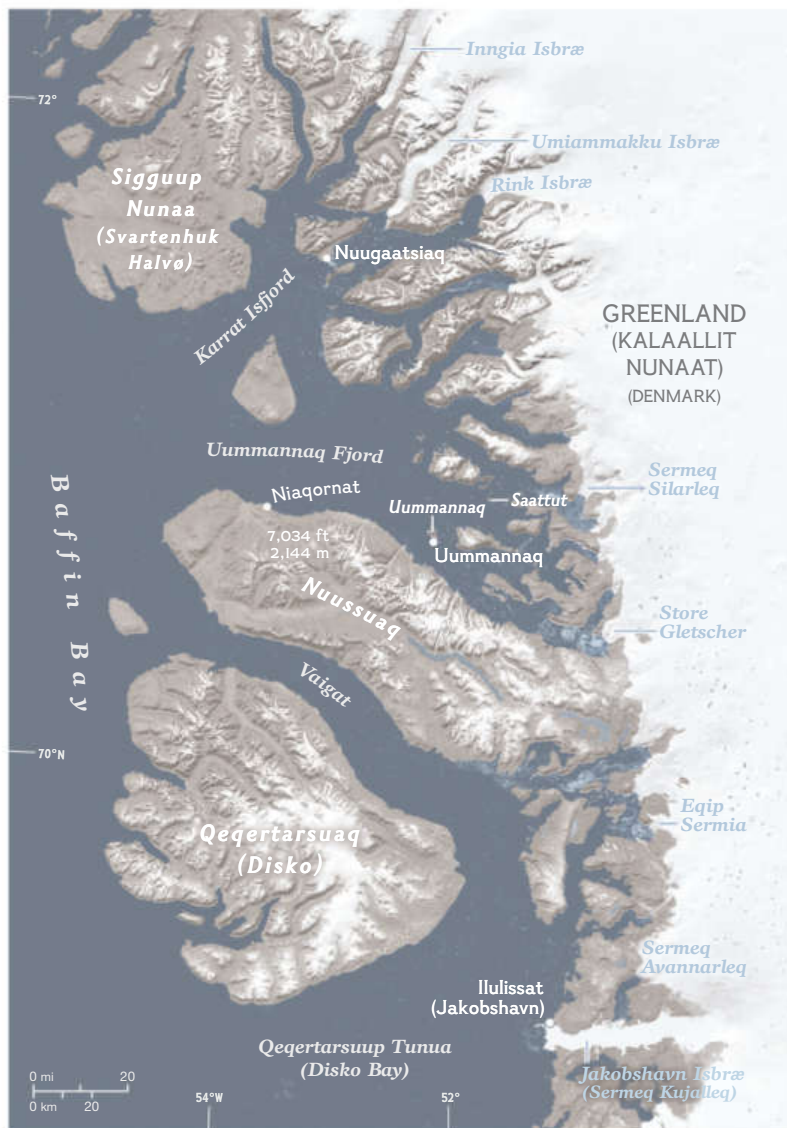 Inngia Isbræ
72°
Umiammakku Isbræ
Sigguup
Nunaa
(Svartenhuk
Halvø)
Rink Isbræ
Nuugaatsiaq
Karrat Isfjord
GREENLAND
(KALAALLIT
NUNAAT)
(DENMARK)
Uummannaq Fjord
Sermeq
Silarleq
Baffin Bay
Niaqornat
Uummannaq
Saattut
7,034 ft
2,144 m
Uummannaq
Nuussuaq
Store
Gletscher
Vaigat
70°N
Eqip
Sermia
Qeqertarsuaq
(Disko)
Sermeq
Avannarleq
Ilulissat
(Jakobshavn)
Qeqertarsuup Tunua
(Disko Bay)
Jakobshavn Isbræ
(Sermeq Kujalleq)
0 mi 20
0 km 20
54°W
52°